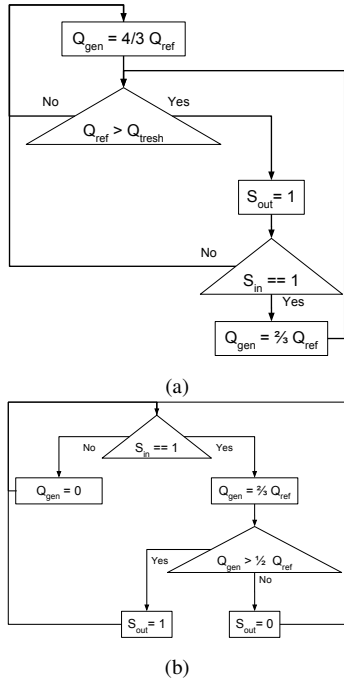 Q_gen = 4/3 Q_ref
No
Yes
Q_ref > Q_tresh
S_out = 1
No
S_in == 1
Yes
Q_gen = ⅔ Q_ref
(a)
S_in == 1
No
Yes
Q_gen = 0
Q_gen = ⅔ Q_ref
Q_gen > ½ Q_ref
Yes
No
S_out = 1
S_out = 0
(b)